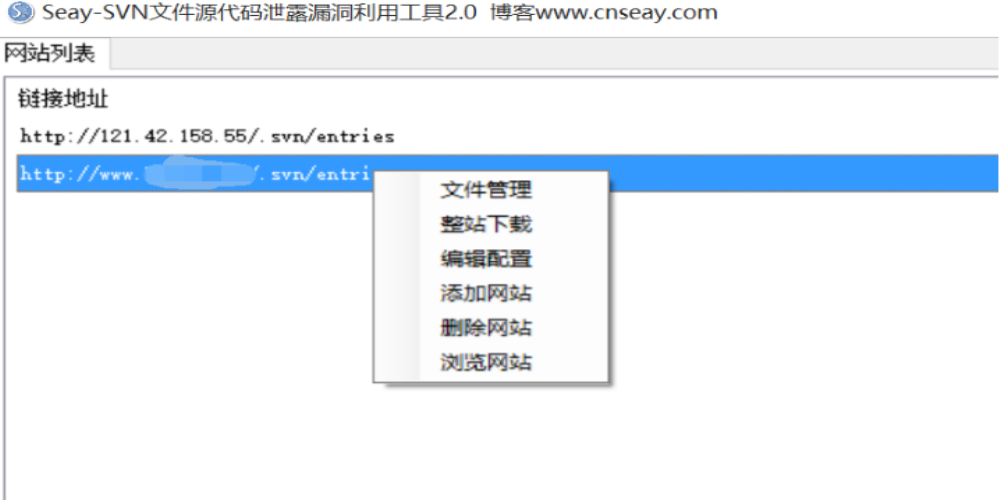 Seay-SVN文件源代码泄露漏洞利用工具2.0 博客www.cnseay.com
网站列表
链接地址
http://121.42.158.55/.svn/entries
http://www. /.svn/entri
文件管理
整站下载
编辑配置
添加网站
删除网站
浏览网站